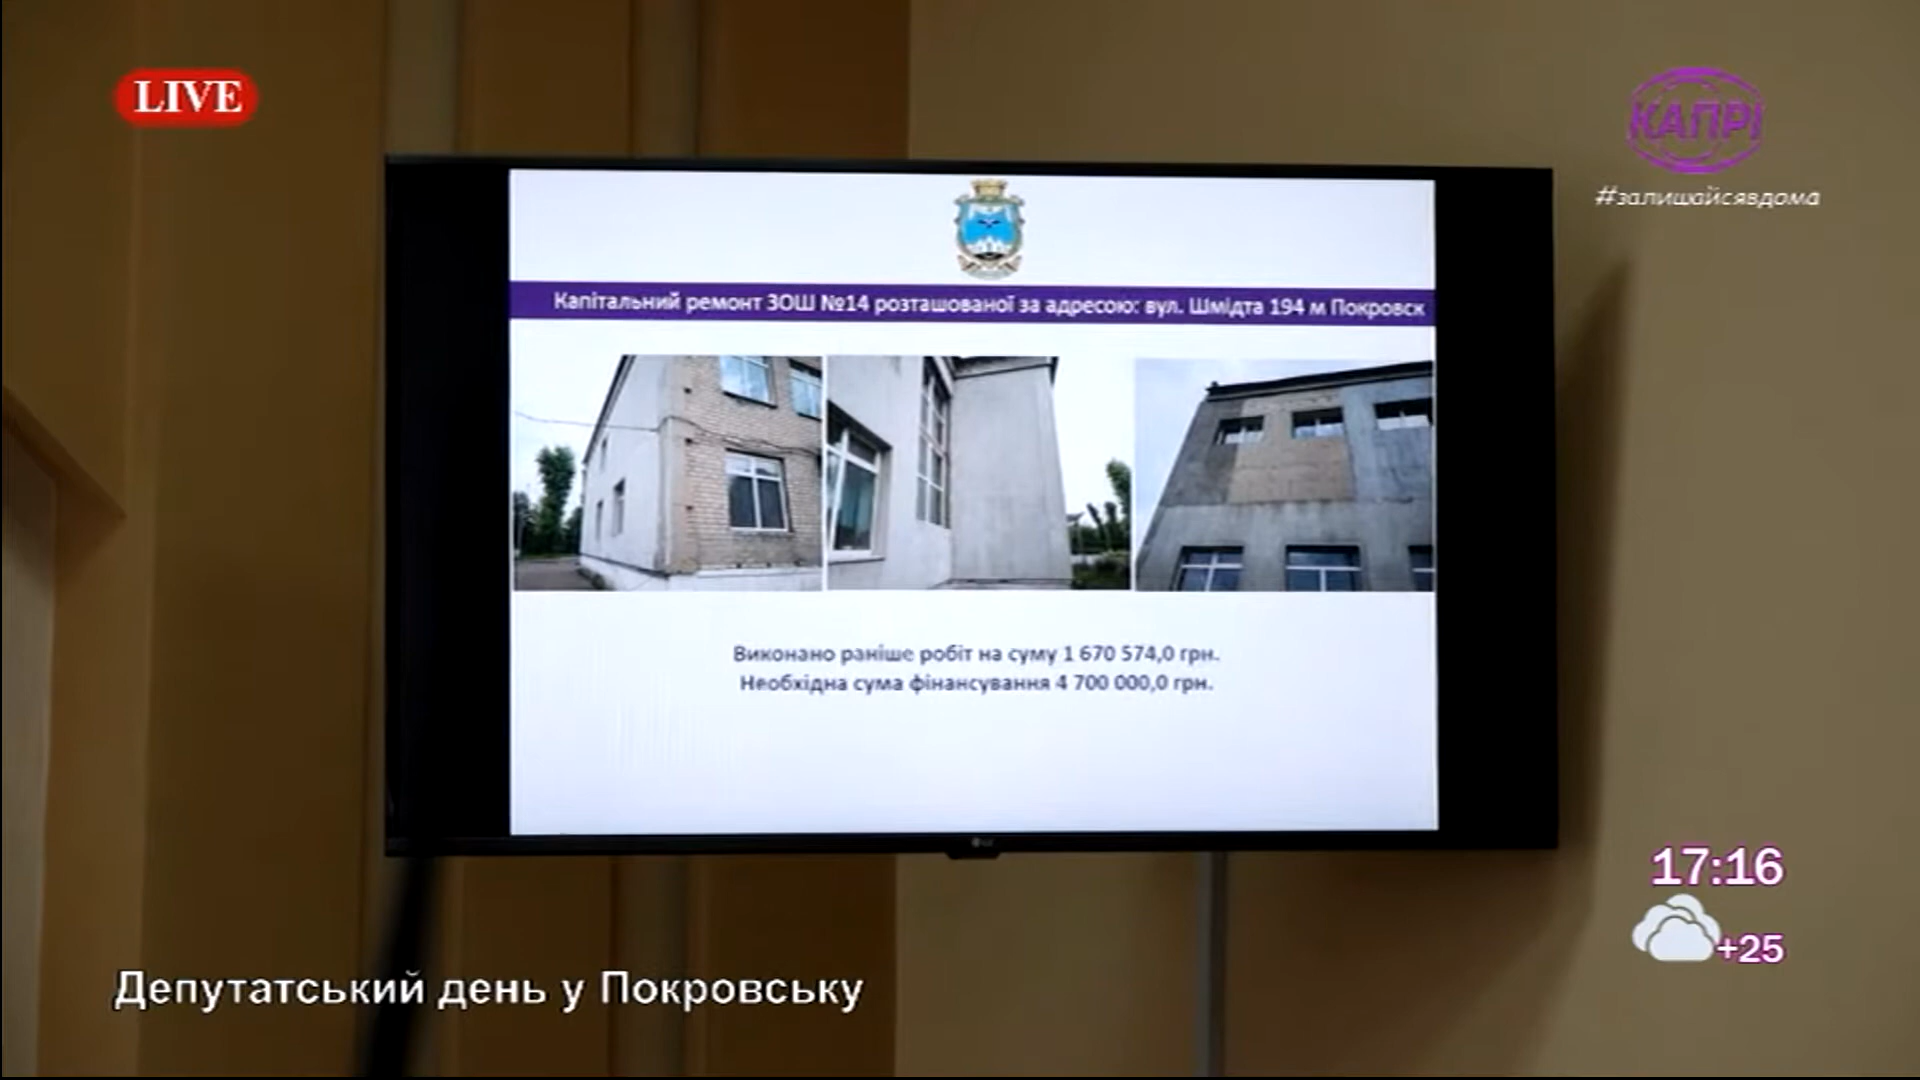 LIVE
КАПРІ
#залишайсявдома
Капітальний ремонт ЗОШ №14 розташованої за адресою: вул. Шмідта 194 м Покровск
Виконано раніше робіт на суму 1 670 574,0 грн.
Необхідна сума фінансування 4 700 000,0 грн.
LG
17:16
+25
Депутатський день у Покровську